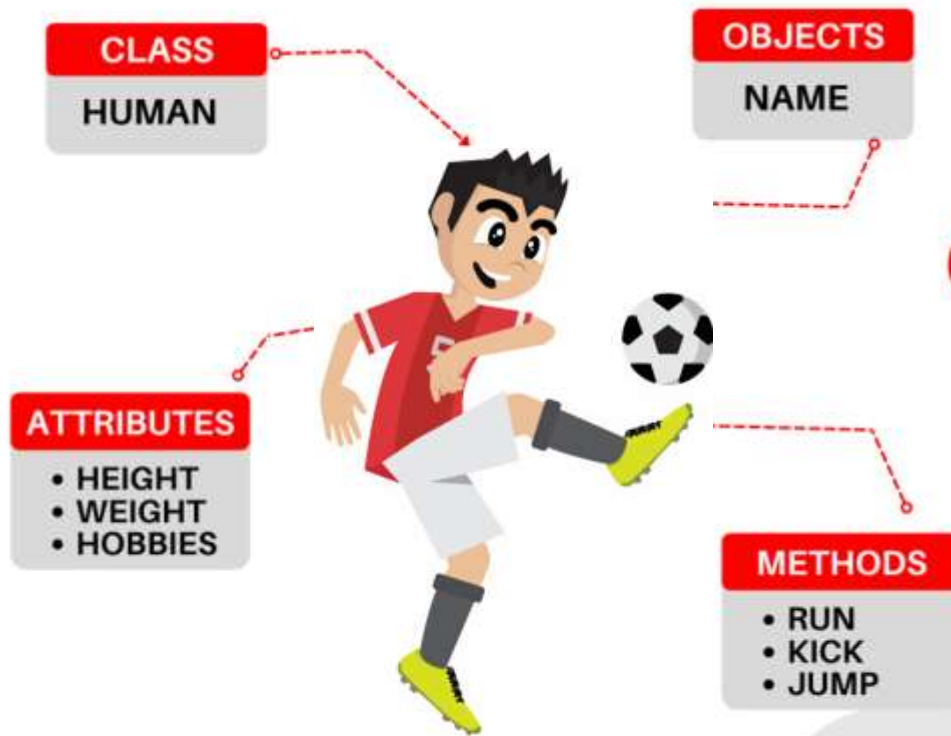 CLASS
HUMAN
OBJECTS
NAME
ATTRIBUTES
• HEIGHT
• WEIGHT
• HOBBIES
METHODS
• RUN
• KICK
• JUMP